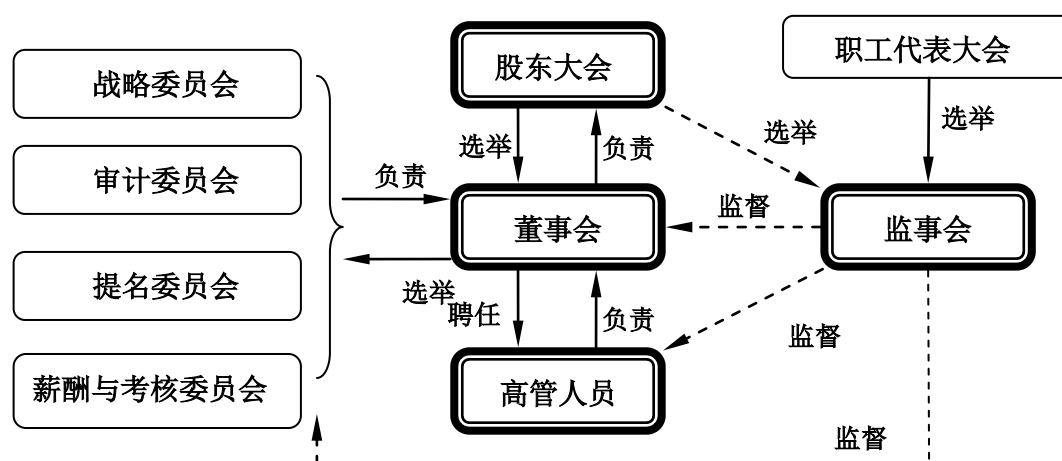 股东大会
职工代表大会
战略委员会
选举
负责
选举
选举
审计委员会
负责
董事会
监督
监事会
提名委员会
选举
聘任
负责
监督
薪酬与考核委员会
高管人员
监督